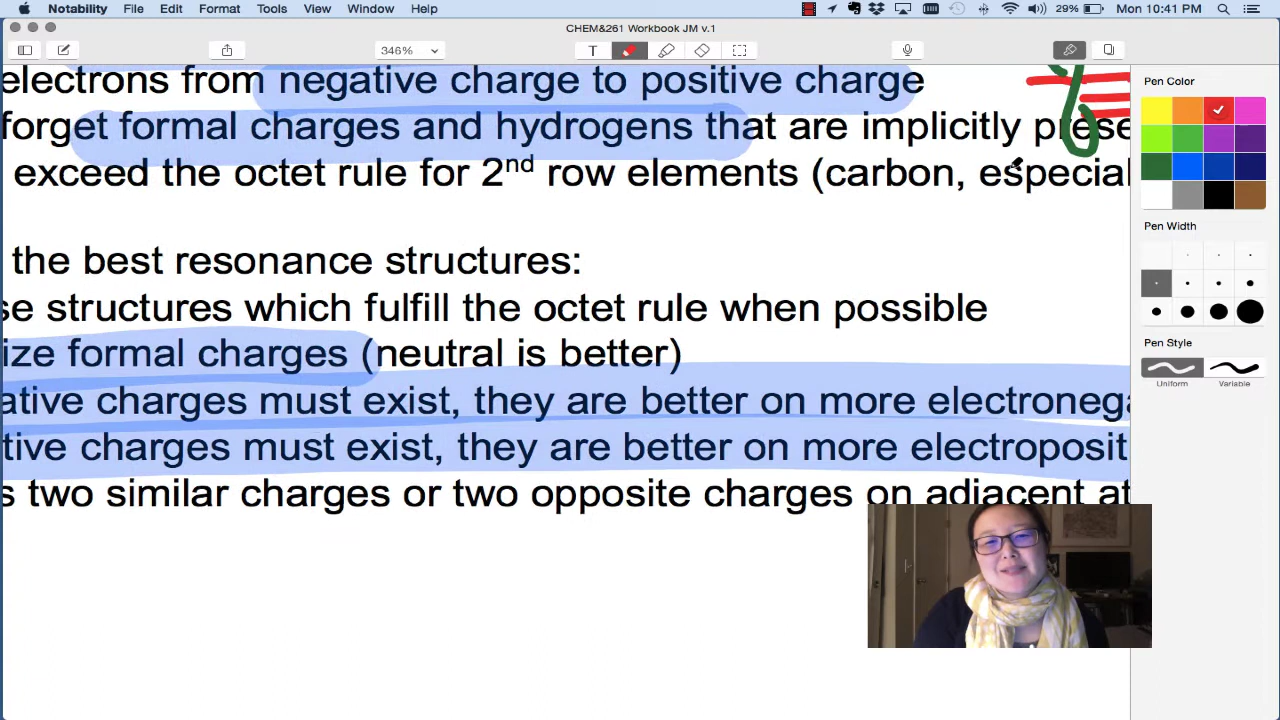 Notability File Edit Format Tools View Window Help 29% Mon 10:41 PM
CHEM&261 Workbook JM v.1
346% T
electrons from negative charge to positive charge
forget formal charges and hydrogens that are implicitly prese
exceed the octet rule for 2nd row elements (carbon, especial
the best resonance structures:
se structures which fulfill the octet rule when possible
ize formal charges (neutral is better)
ative charges must exist, they are better on more electronega
tive charges must exist, they are better on more electroposit
s two similar charges or two opposite charges on adjacent at
Pen Color
Pen Width
Pen Style
Uniform Variable